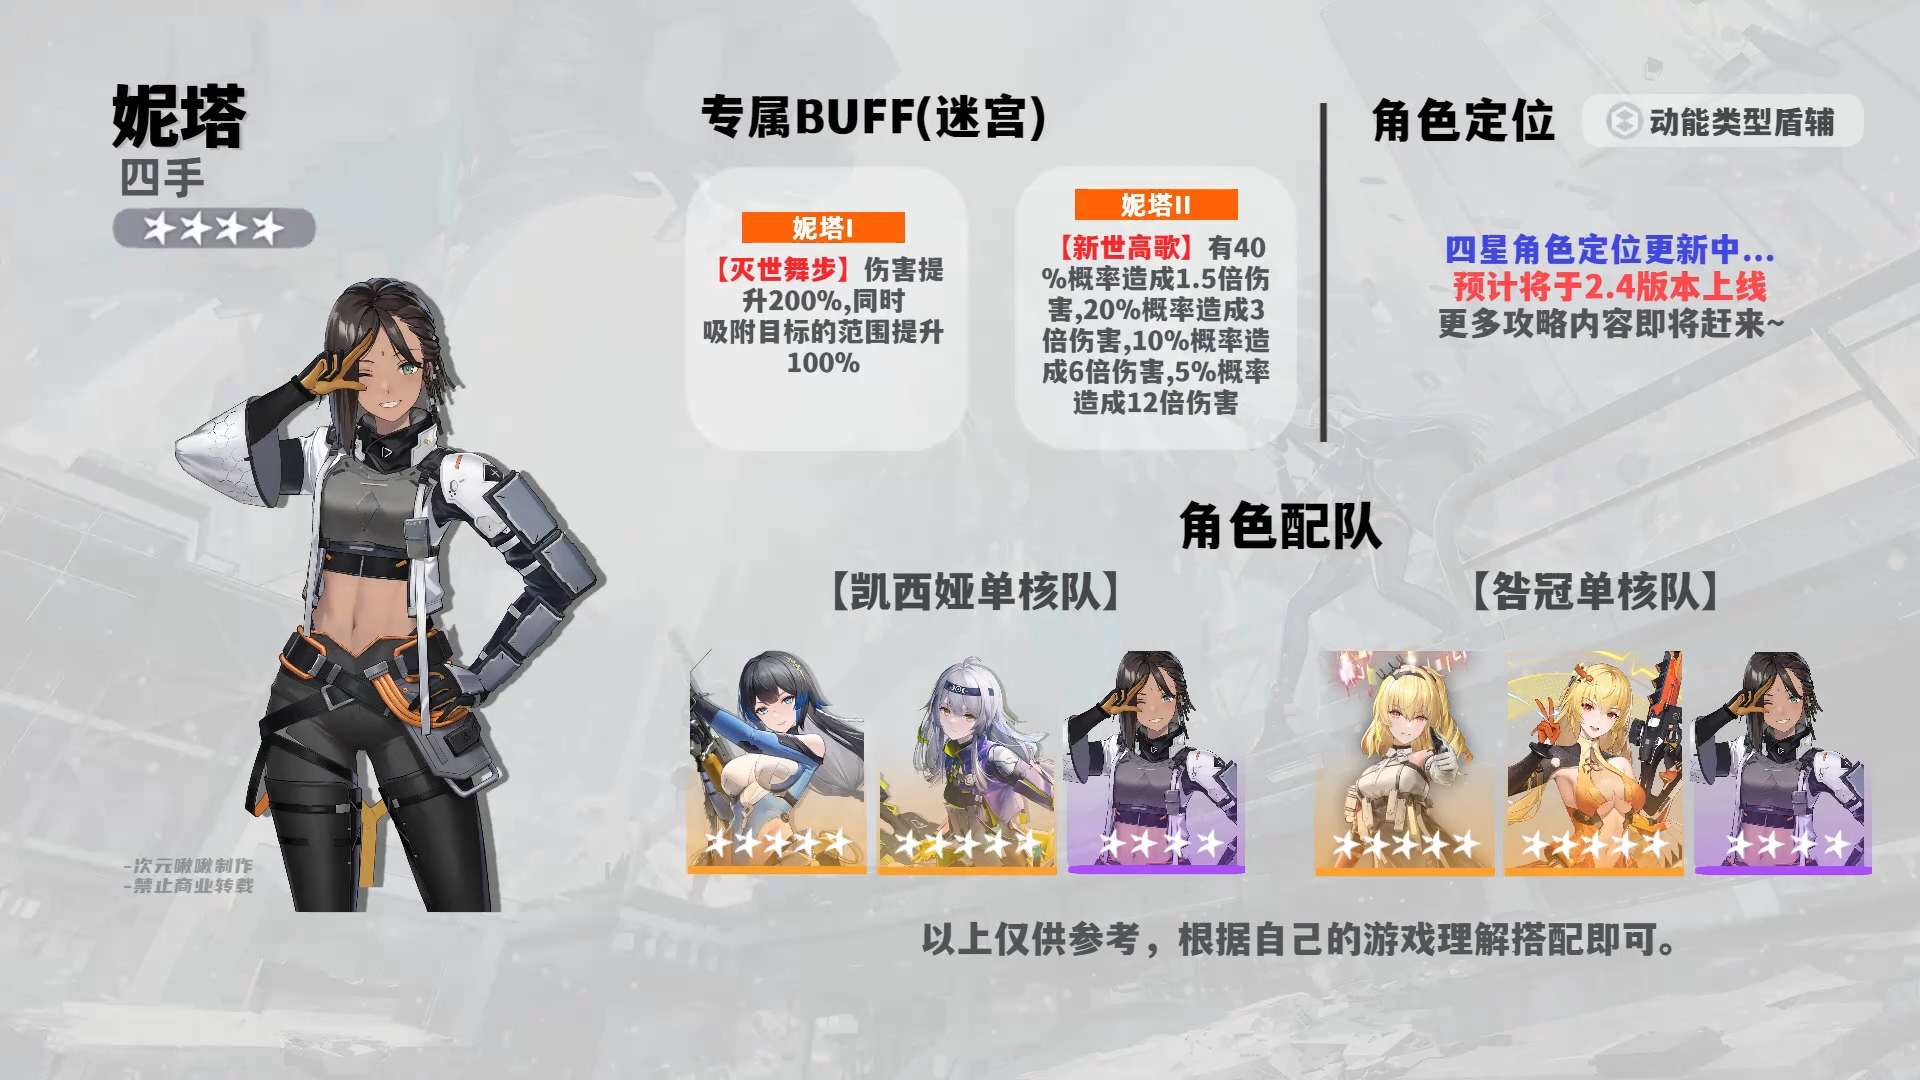 妮塔
四手
专属BUFF(迷宫)
妮塔I
【灭世舞步】伤害提
升200%,同时
吸附目标的范围提升
100%
妮塔II
【新世高歌】有40
%概率造成1.5倍伤
害,20%概率造成3
倍伤害,10%概率造
成6倍伤害,5%概率
造成12倍伤害
角色定位
动能类型盾辅
四星角色定位更新中...
预计将于2.4版本上线
更多攻略内容即将赶来~
角色配队
【凯西娅单核队】
【咎冠单核队】
-次元啾啾制作
-禁止商业转载
以上仅供参考，根据自己的游戏理解搭配即可。